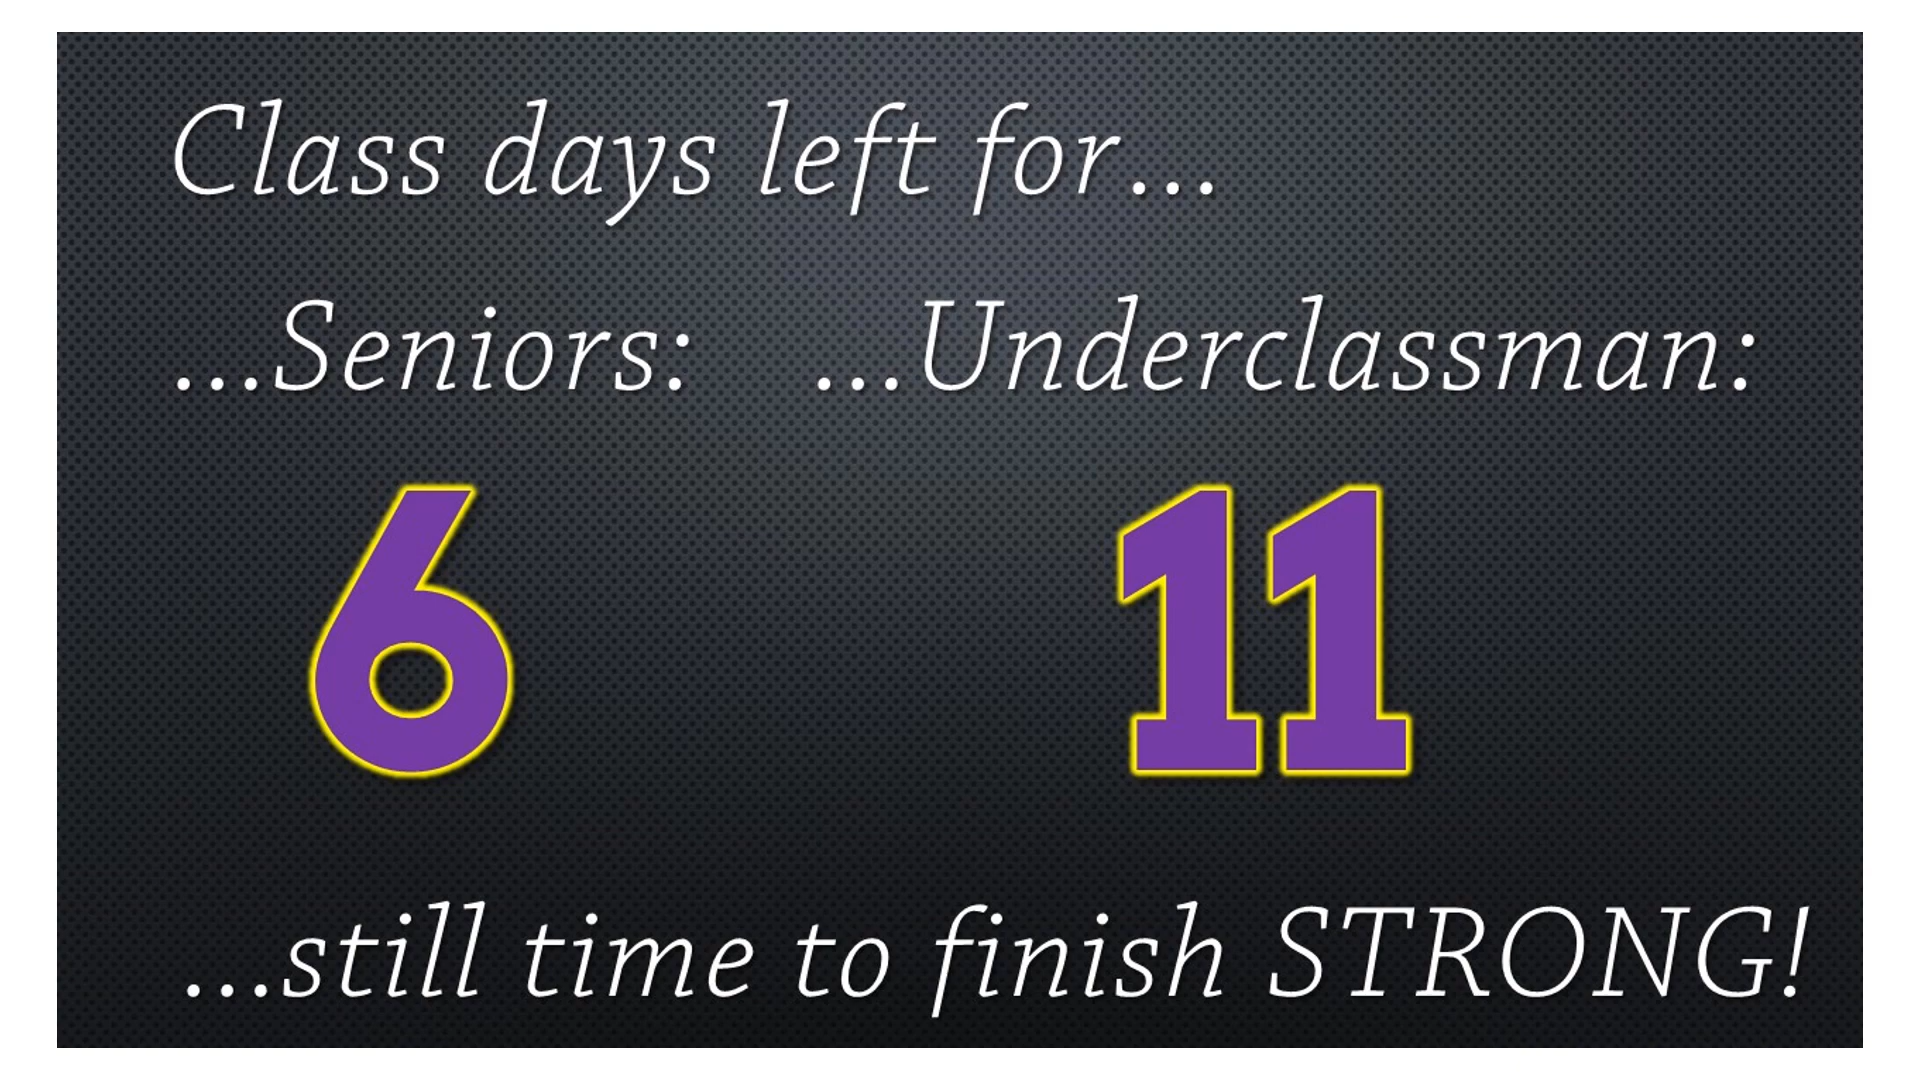 Class days left for...
...Seniors: ...Underclassman:
6 11
...still time to finish STRONG!